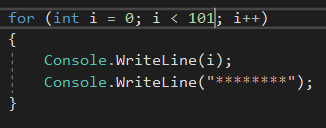 for (int i = 0; i < 101; i++)
{
    Console.WriteLine(i);
    Console.WriteLine("********");
}